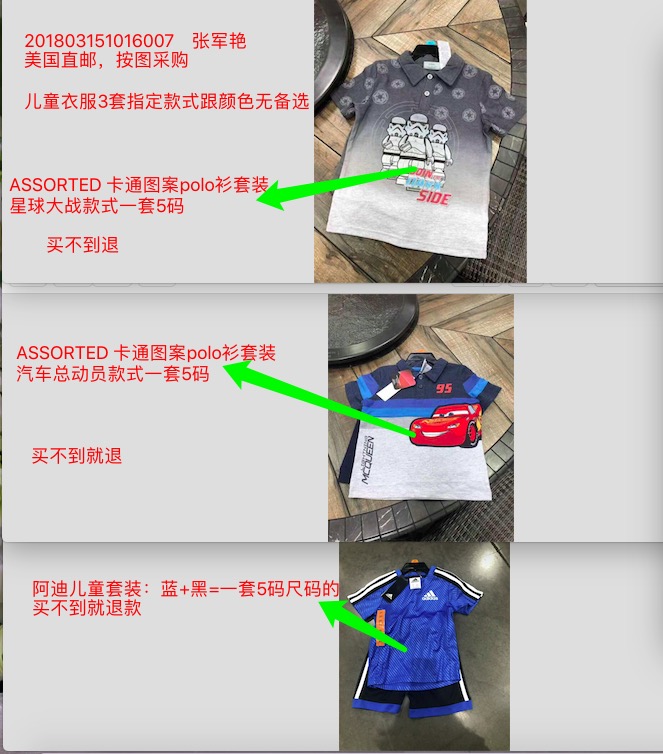 201803151016007 张军艳
美国直邮，按图采购
儿童衣服3套指定款式跟颜色无备选
ASSORTED 卡通图案polo衫套装
星球大战款式一套5码
买不到退
JOIN
SIDE
ASSORTED 卡通图案polo衫套装
汽车总动员款式一套5码
买不到就退
95
MCQUEEN
阿迪儿童套装：蓝+黑=一套5码尺码的
买不到就退款
adidas